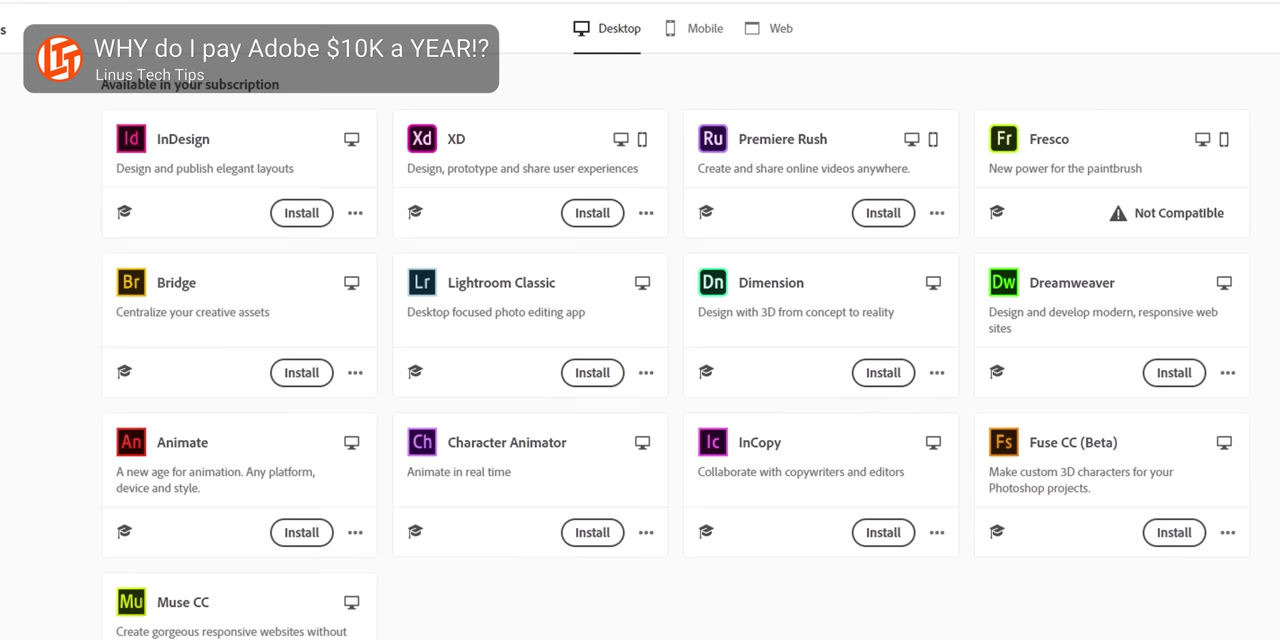 s
Desktop
Mobile
Web
LTT
WHY do I pay Adobe $10K a YEAR!?
Linus Tech Tips
Available in your subscription
Id InDesign
Design and publish elegant layouts
Install
Xd XD
Design, prototype and share user experiences
Install
Ru Premiere Rush
Create and share online videos anywhere.
Install
Fr Fresco
New power for the paintbrush
Not Compatible
Br Bridge
Centralize your creative assets
Install
Lr Lightroom Classic
Desktop focused photo editing app
Install
Dn Dimension
Design with 3D from concept to reality
Install
Dw Dreamweaver
Design and develop modern, responsive web
sites
Install
An Animate
A new age for animation. Any platform,
device and style.
Install
Ch Character Animator
Animate in real time
Install
Ic InCopy
Collaborate with copywriters and editors
Install
Fs Fuse CC (Beta)
Make custom 3D characters for your
Photoshop projects.
Install
Mu Muse CC
Create gorgeous responsive websites without